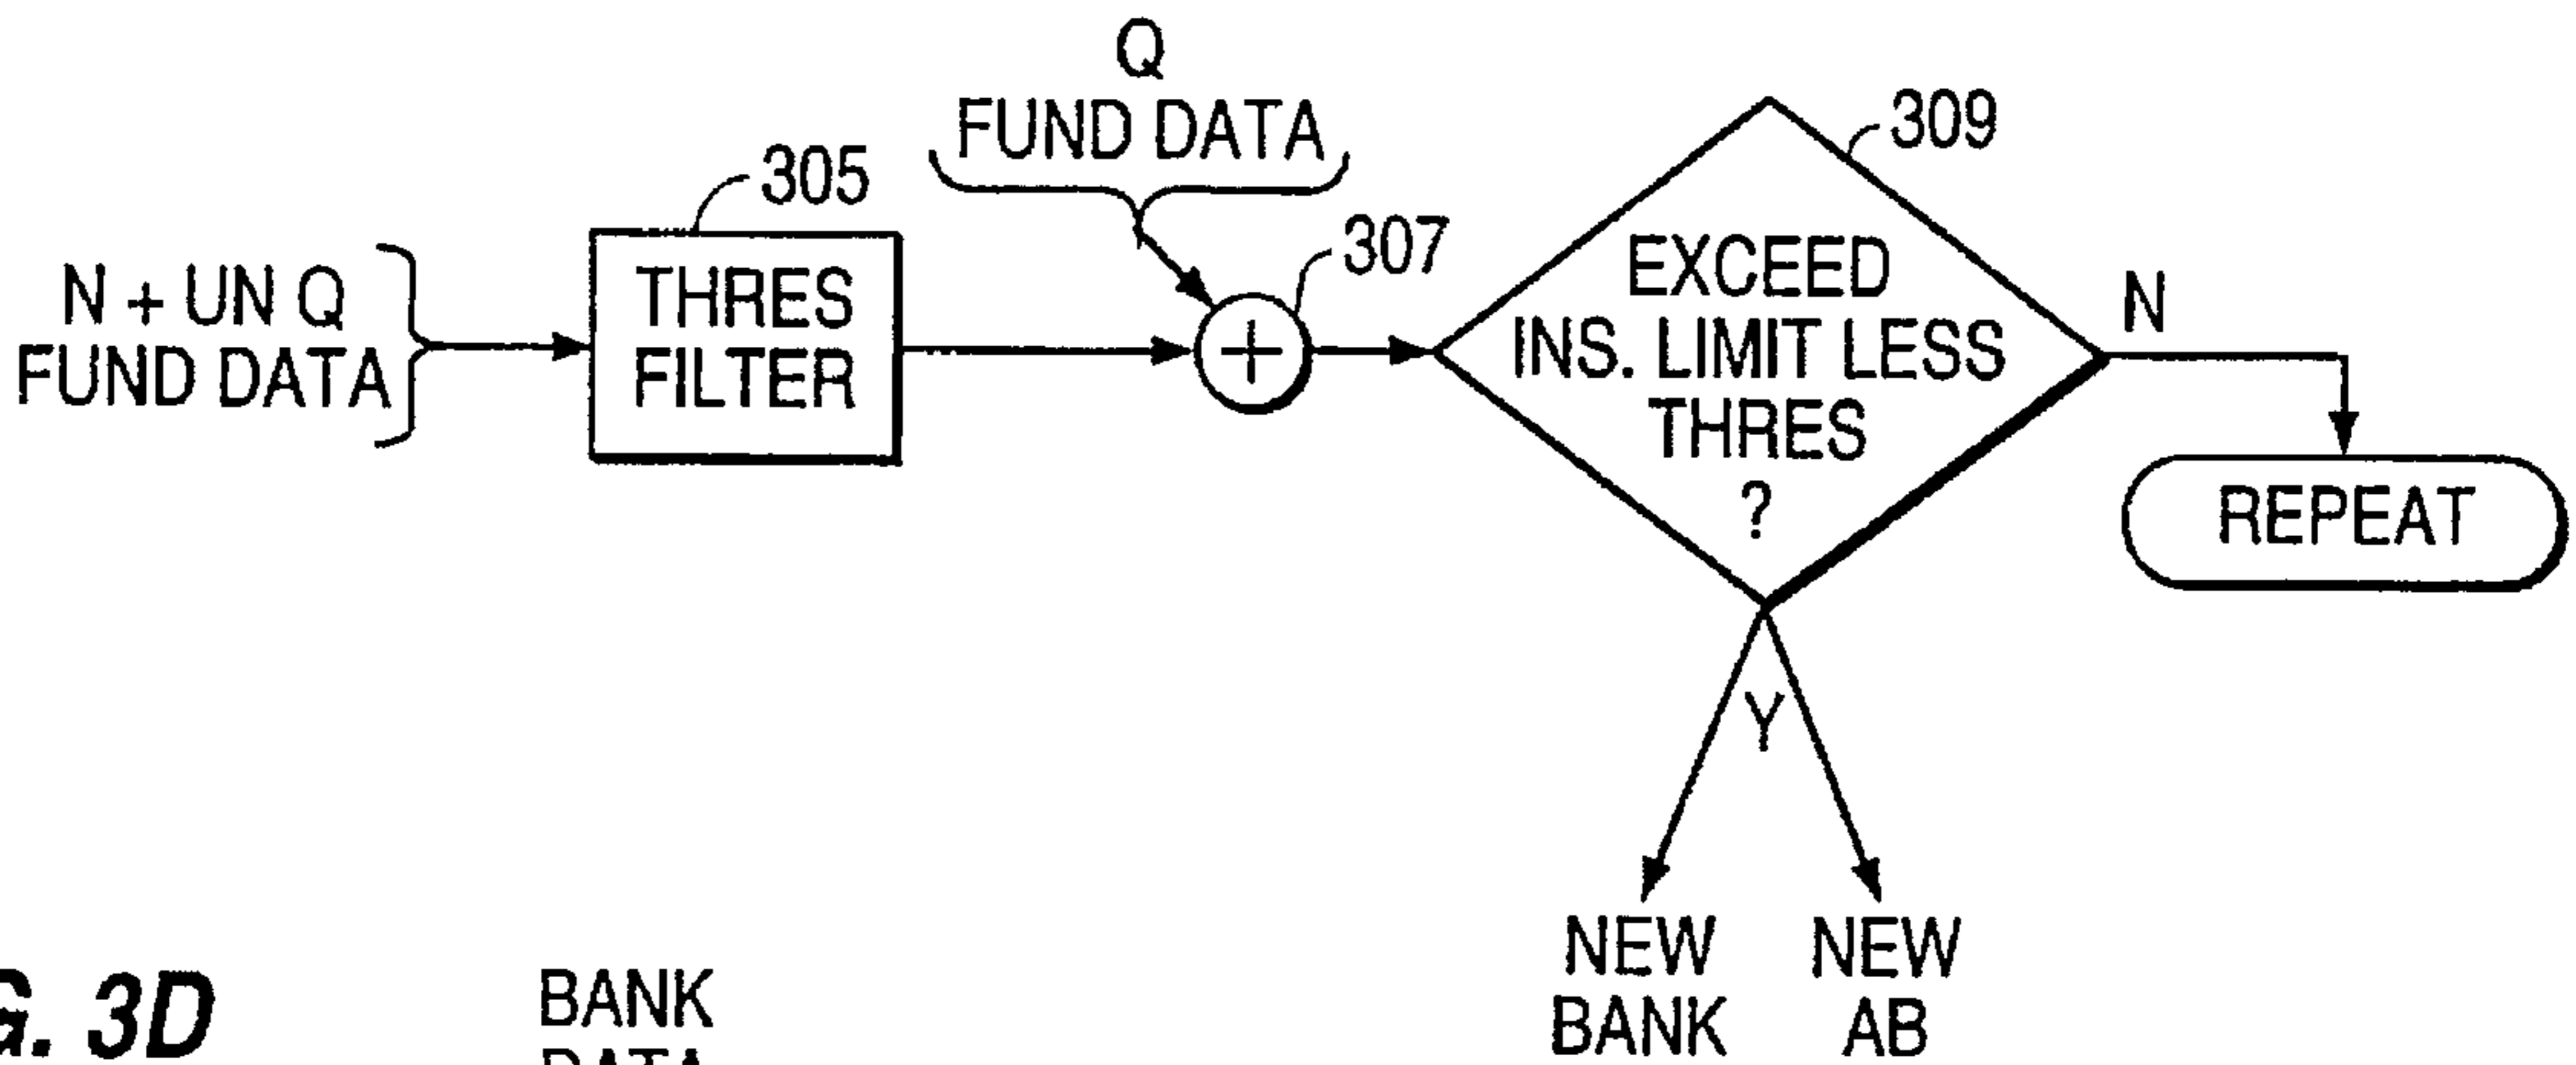 Q
FUND DATA
309
305
307
N + UN Q
FUND DATA
THRES
FILTER
EXCEED
INS. LIMIT LESS
THRES
?
N
REPEAT
Y
NEW
BANK
NEW
AB
G. 3D
BANK
DATA